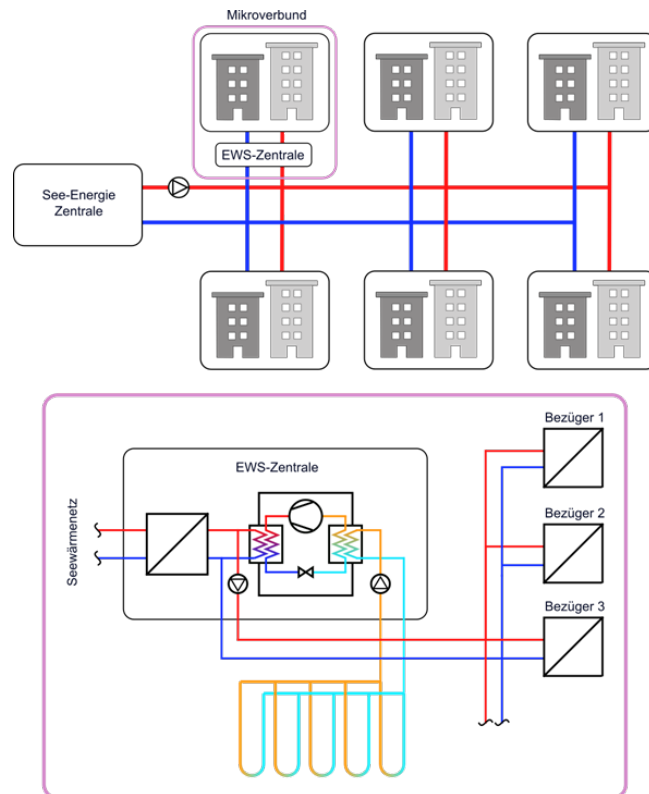 Mikroverbund
EWS-Zentrale
See-Energie
Zentrale
Bezüger 1
EWS-Zentrale
Seewärmenetz
Bezüger 2
Bezüger 3